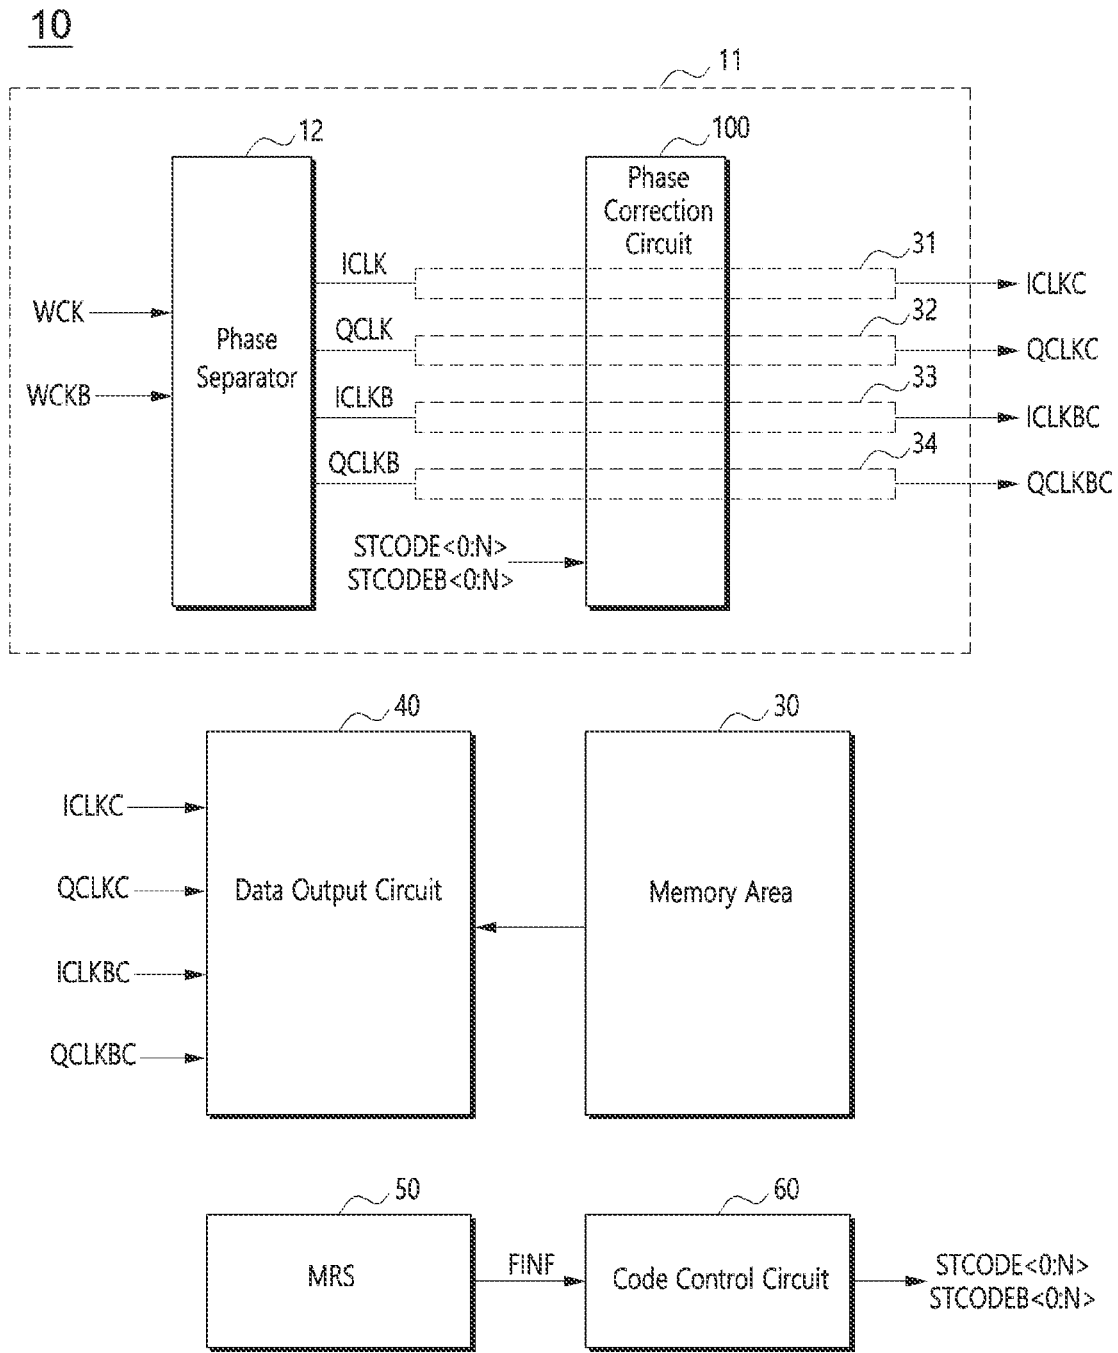 10
11
12
100
Phase
Correction
Circuit
31
ICLK
ICLKC
WCK
32
QCLK
QCLKC
Phase
Separator
33
WCKB
ICLKB
ICLKBC
34
QCLKB
QCLKBC
STCODE<0:N>
STCODEB<0:N>
40
30
ICLKC
QCLKC
Data Output Circuit
Memory Area
ICLKBC
QCLKBC
50
60
MRS
FINF
Code Control Circuit
STCODE<0:N>
STCODEB<0:N>